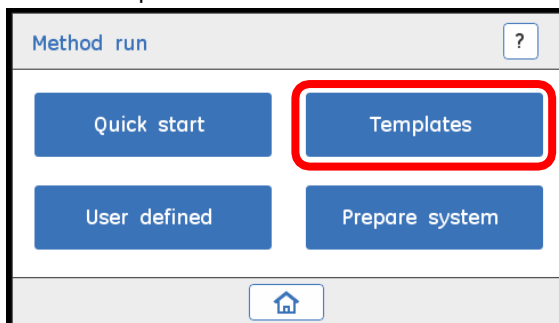 Method run
?
Quick start
Templates
User defined
Prepare system